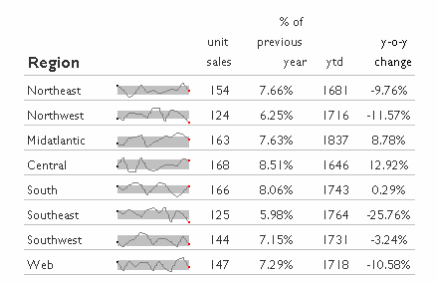 % of
unit previous y-o-y
Region sales year ytd change
Northeast 154 7.66% 1681 -9.76%
Northwest 124 6.25% 1716 -11.57%
Midatlantic 163 7.63% 1837 8.78%
Central 168 8.51% 1646 12.92%
South 166 8.06% 1743 0.29%
Southeast 125 5.98% 1764 -25.76%
Southwest 144 7.15% 1731 -3.24%
Web 147 7.29% 1718 -10.58%